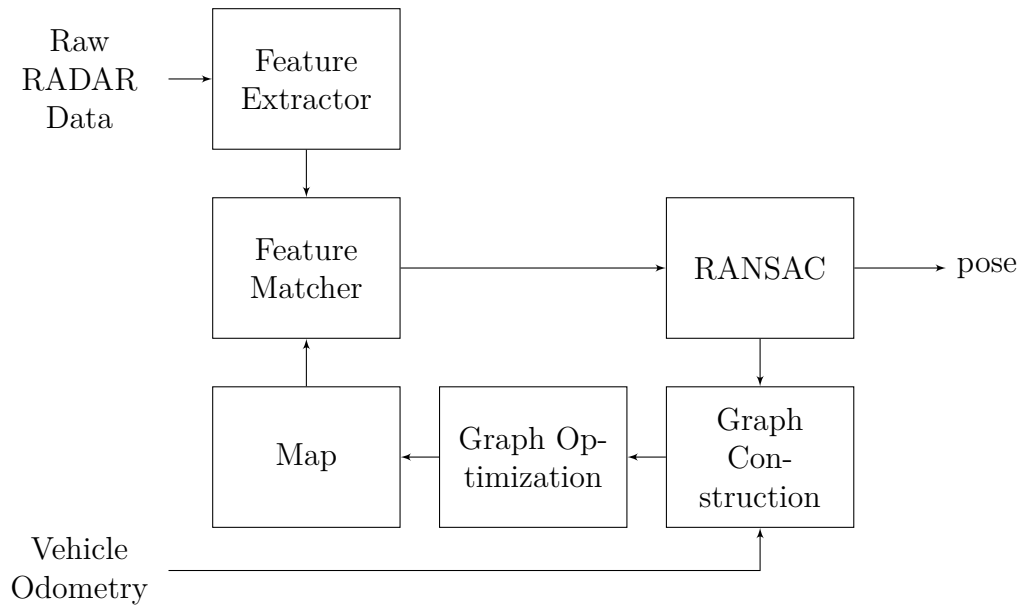 Raw
RADAR
Data
Feature
Extractor
Feature
Matcher
RANSAC
pose
Map
Graph Op-
timization
Graph
Con-
struction
Vehicle
Odometry